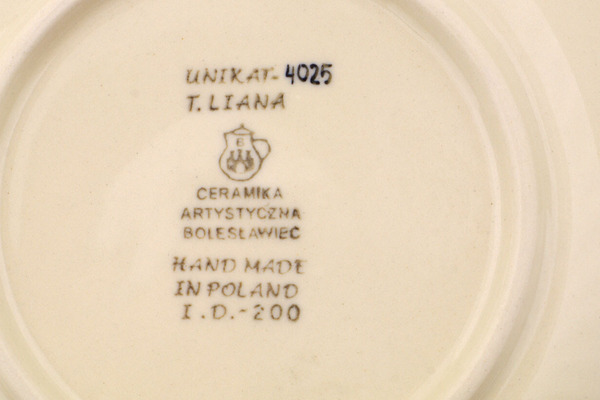 UNIKAT-4025
T. LIANA
B
CERAMIKA
ARTYSTYCZNA
BOLESŁAWIEC
HAND MADE
IN POLAND
I.D.-200